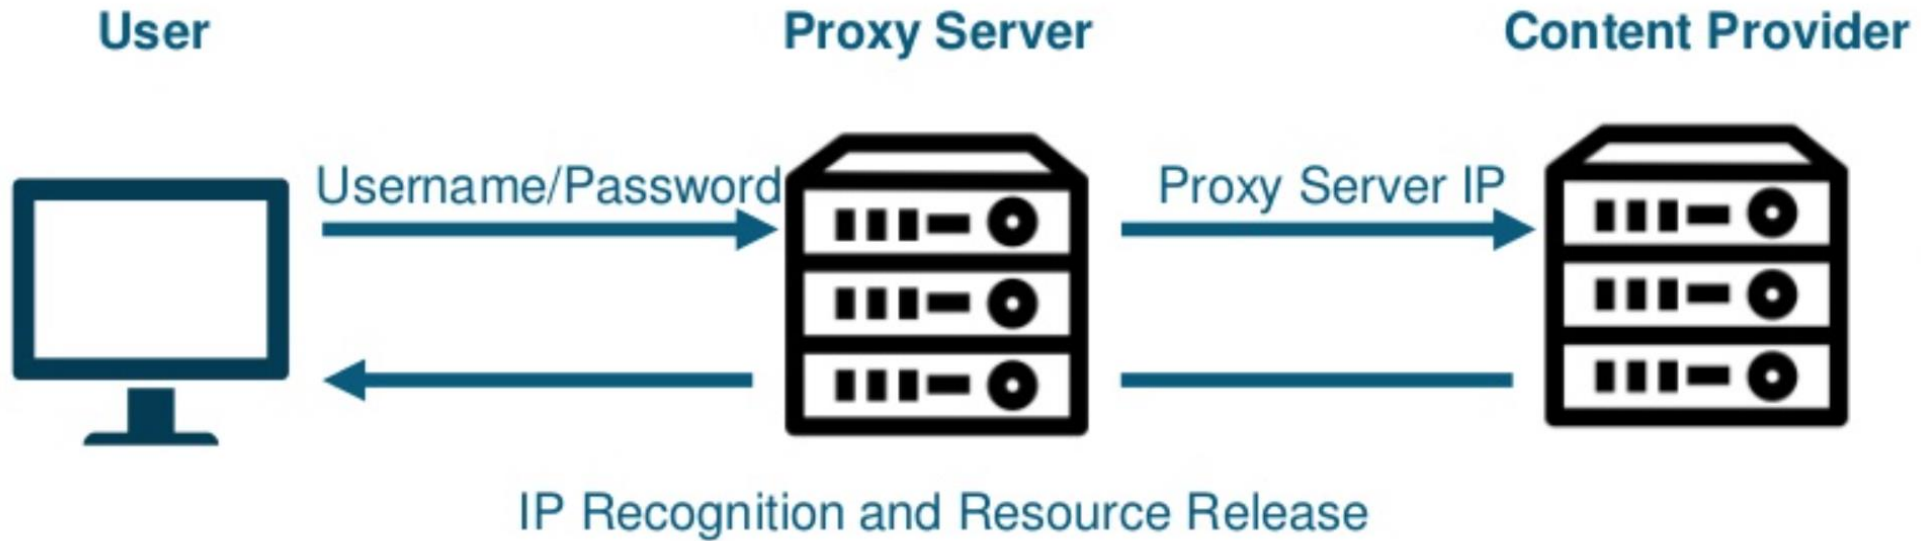 User
Proxy Server
Content Provider
Username/Password
Proxy Server IP
IP Recognition and Resource Release